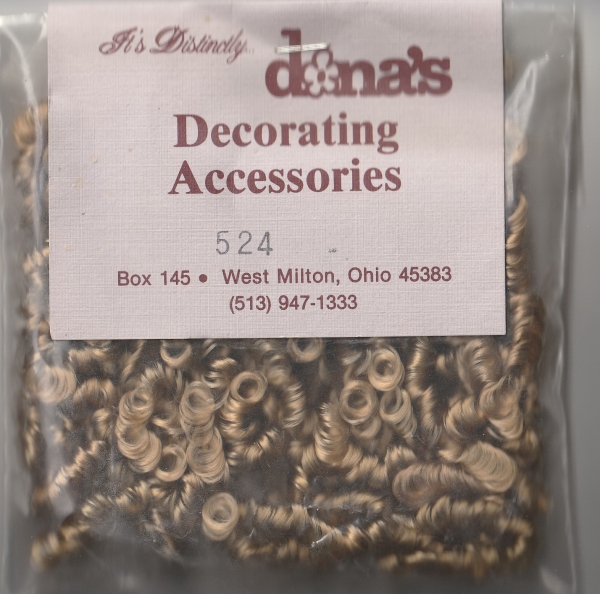 It's Distinctly... dona's
Decorating
Accessories
524
Box 145 • West Milton, Ohio 45383
(513) 947-1333